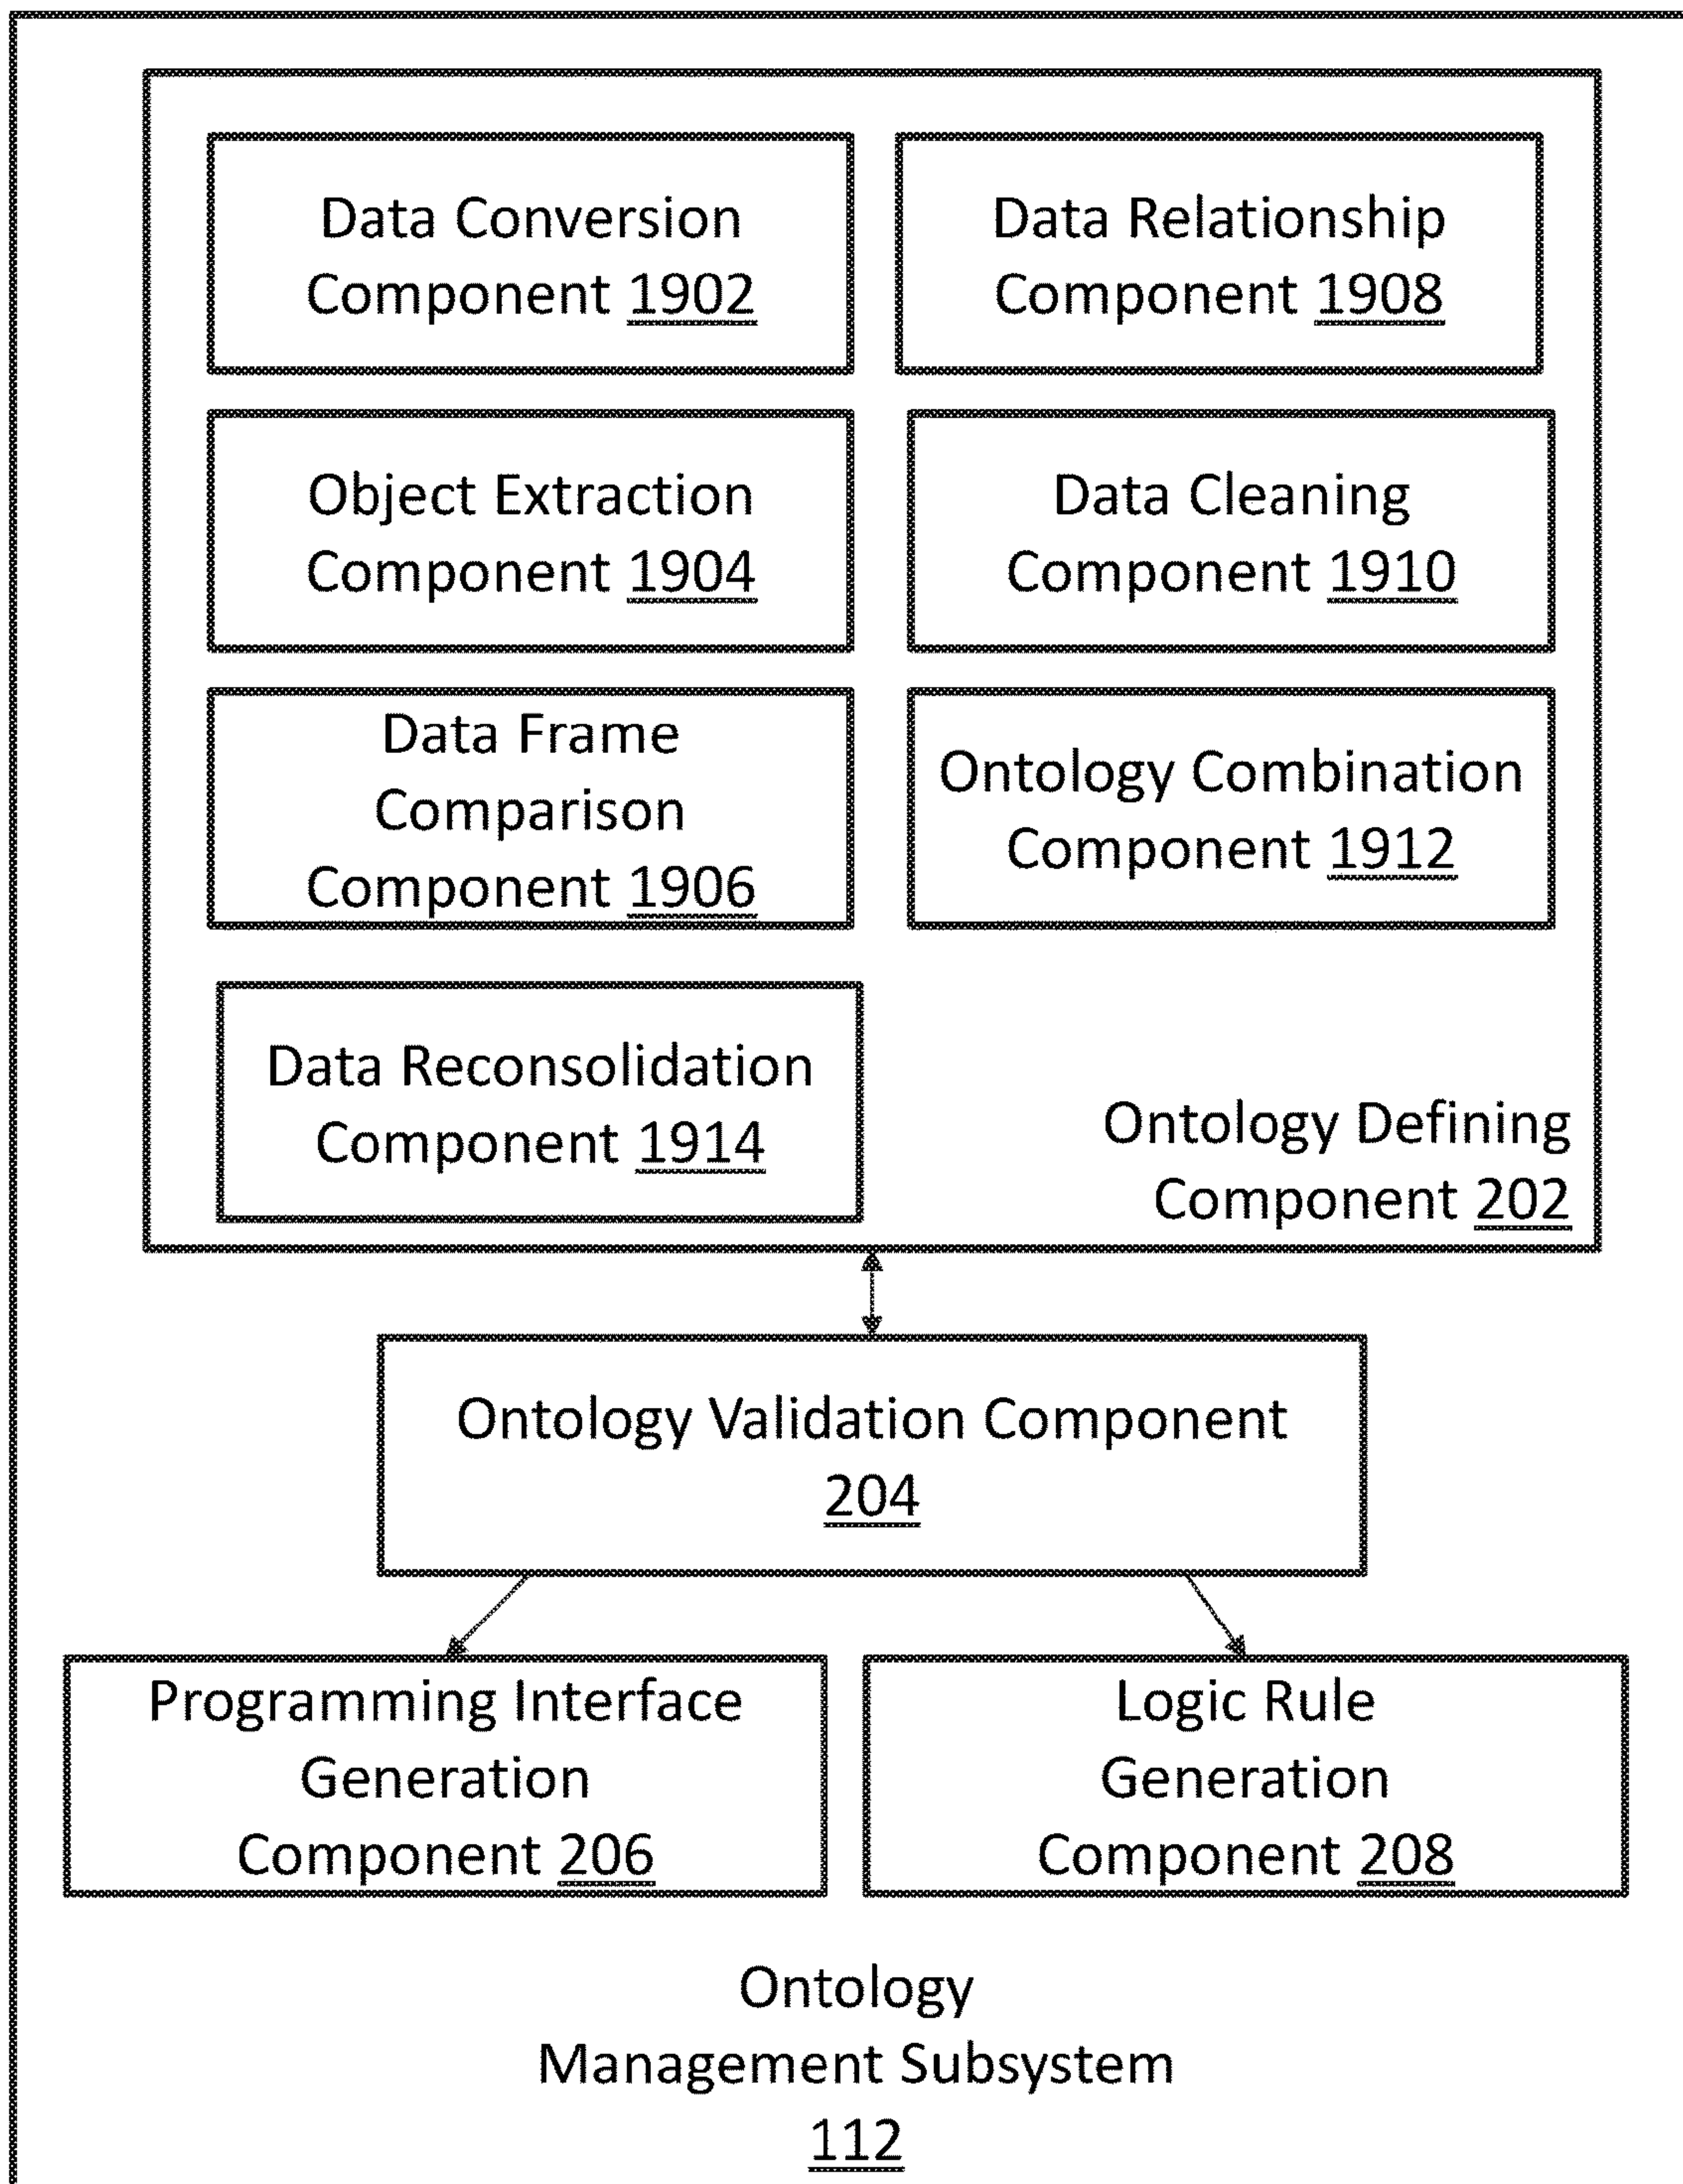 Data Conversion
Component 1902
Data Relationship
Component 1908
Object Extraction
Component 1904
Data Cleaning
Component 1910
Data Frame
Comparison
Component 1906
Ontology Combination
Component 1912
Data Reconsolidation
Component 1914
Ontology Defining
Component 202
Ontology Validation Component
204
Programming Interface
Generation
Component 206
Logic Rule
Generation
Component 208
Ontology
Management Subsystem
112